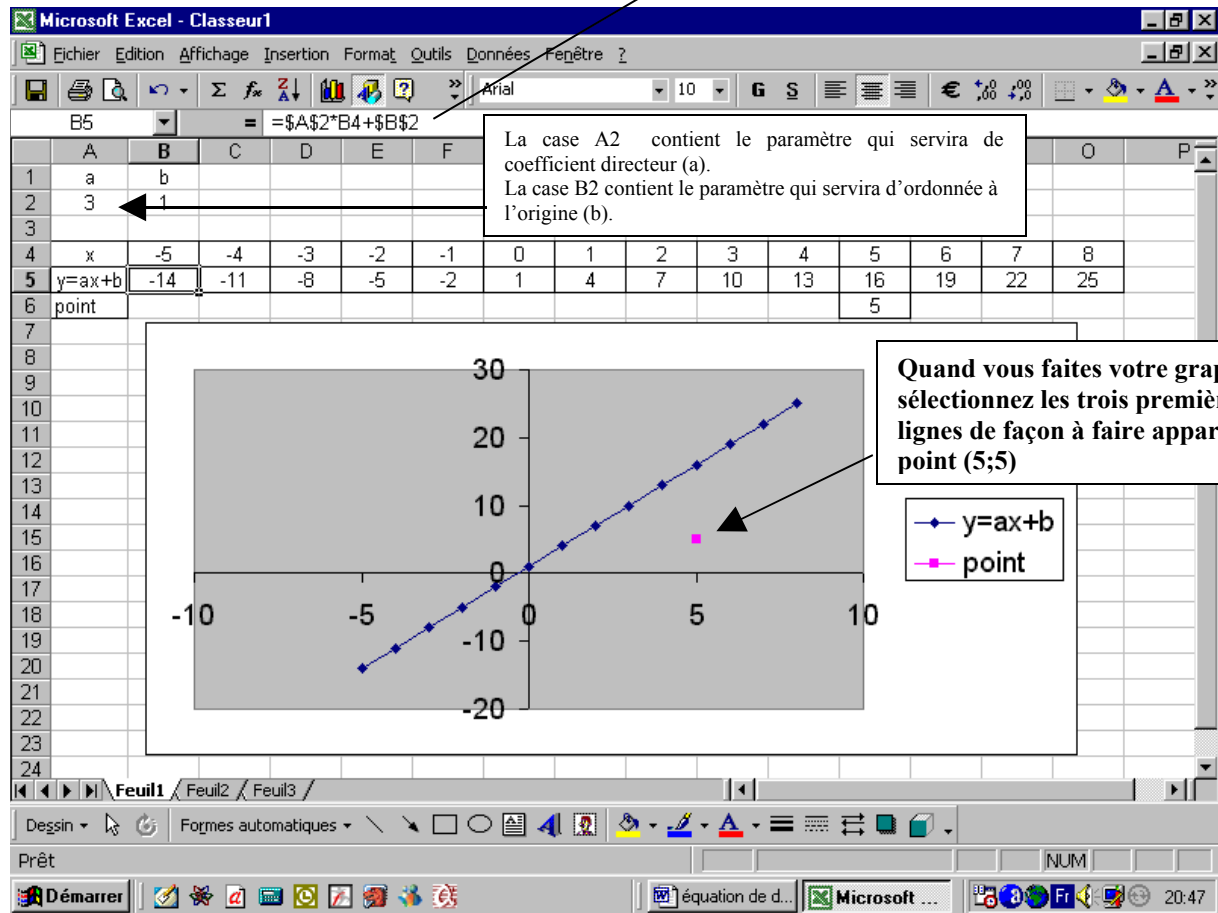 Microsoft Excel - Classeur1
Fichier Edition Affichage Insertion Format Outils Données Fenêtre ?
Arial 10 G S
B5 = =$A$2*B4+$B$2
La case A2 contient le paramètre qui servira de
coefficient directeur (a).
La case B2 contient le paramètre qui servira d'ordonnée à
l'origine (b).
A B C D E F O P
1 a b
2 3 1
3
4 x -5 -4 -3 -2 -1 0 1 2 3 4 5 6 7 8
5 y=ax+b -14 -11 -8 -5 -2 1 4 7 10 13 16 19 22 25
6 point 5
7
8
9
10
11
12
13
14
15
16
17
18
19
20
21
22
23
24
30
20
10
0
-10
-20
-10 -5 0 5 10
Quand vous faites votre grap
sélectionnez les trois premiè
lignes de façon à faire appar
point (5;5)
y=ax+b
point
Feuil1 Feuil2 Feuil3
Dessin Formes automatiques
Prêt NUM
Démarrer équation de d... Microsoft ... Fr 20:47